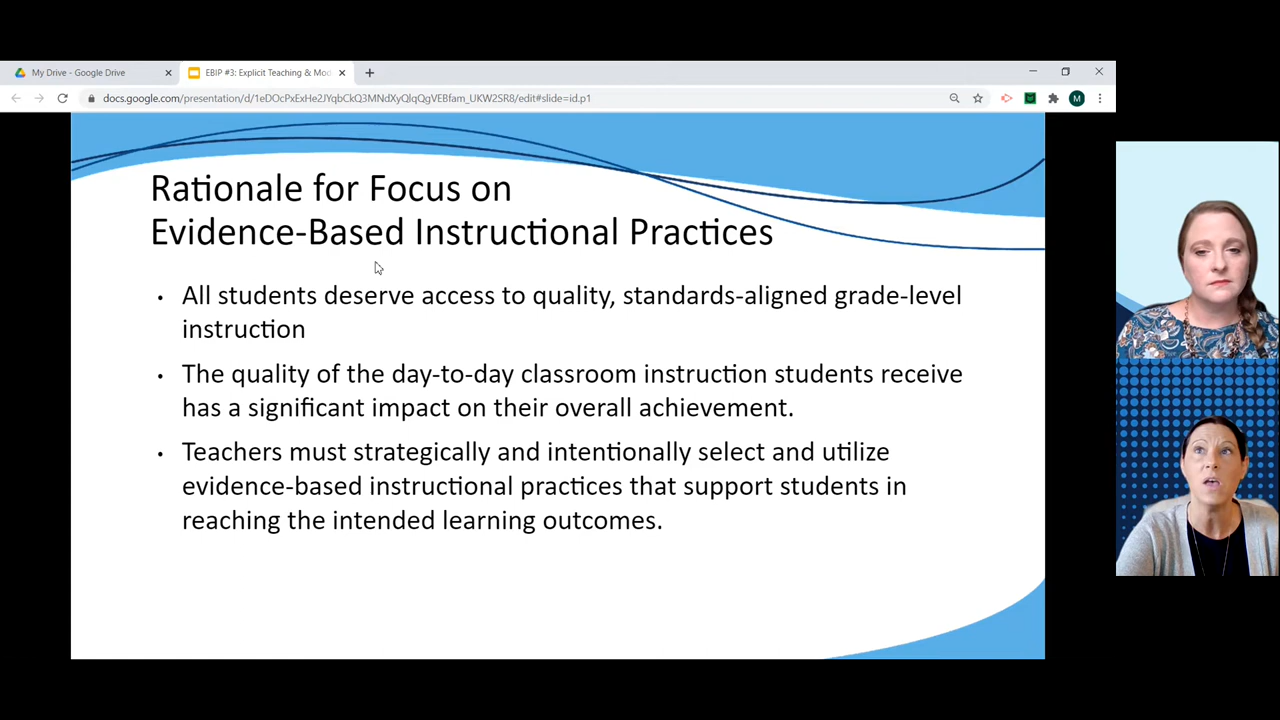 My Drive - Google Drive
EBIP #3: Explicit Teaching & Mod
docs.google.com/presentation/d/1eDOcPxExHe2JYqbCkQ3MNdXyQlqQgVEBfam_UKW2SR8/edit#slide=id.p1
M
Rationale for Focus on
Evidence-Based Instructional Practices
• All students deserve access to quality, standards-aligned grade-level
instruction
• The quality of the day-to-day classroom instruction students receive
has a significant impact on their overall achievement.
• Teachers must strategically and intentionally select and utilize
evidence-based instructional practices that support students in
reaching the intended learning outcomes.